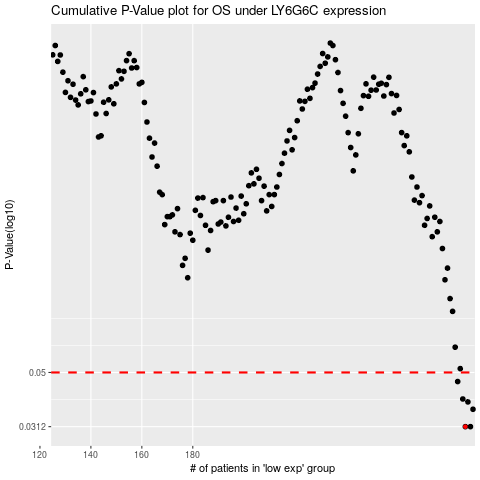 Cumulative P-Value plot for OS under LY6G6C expression
P-Value(log10)
0.05
0.0312
120 140 160 180
# of patients in 'low exp' group